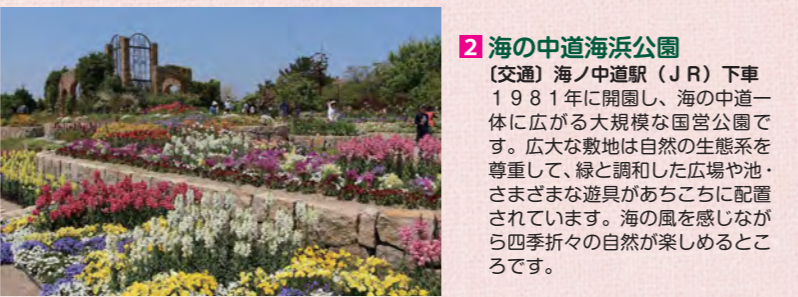 2 海の中道海浜公園
〔交通〕海ノ中道駅（ＪＲ）下車
１９８１年に開園し、海の中道一
体に広がる大規模な国営公園で
す。広大な敷地は自然の生態系を
尊重して、緑と調和した広場や池・
さまざまな遊具があちこちに配置
されています。海の風を感じなが
ら四季折々の自然が楽しめるとこ
ろです。